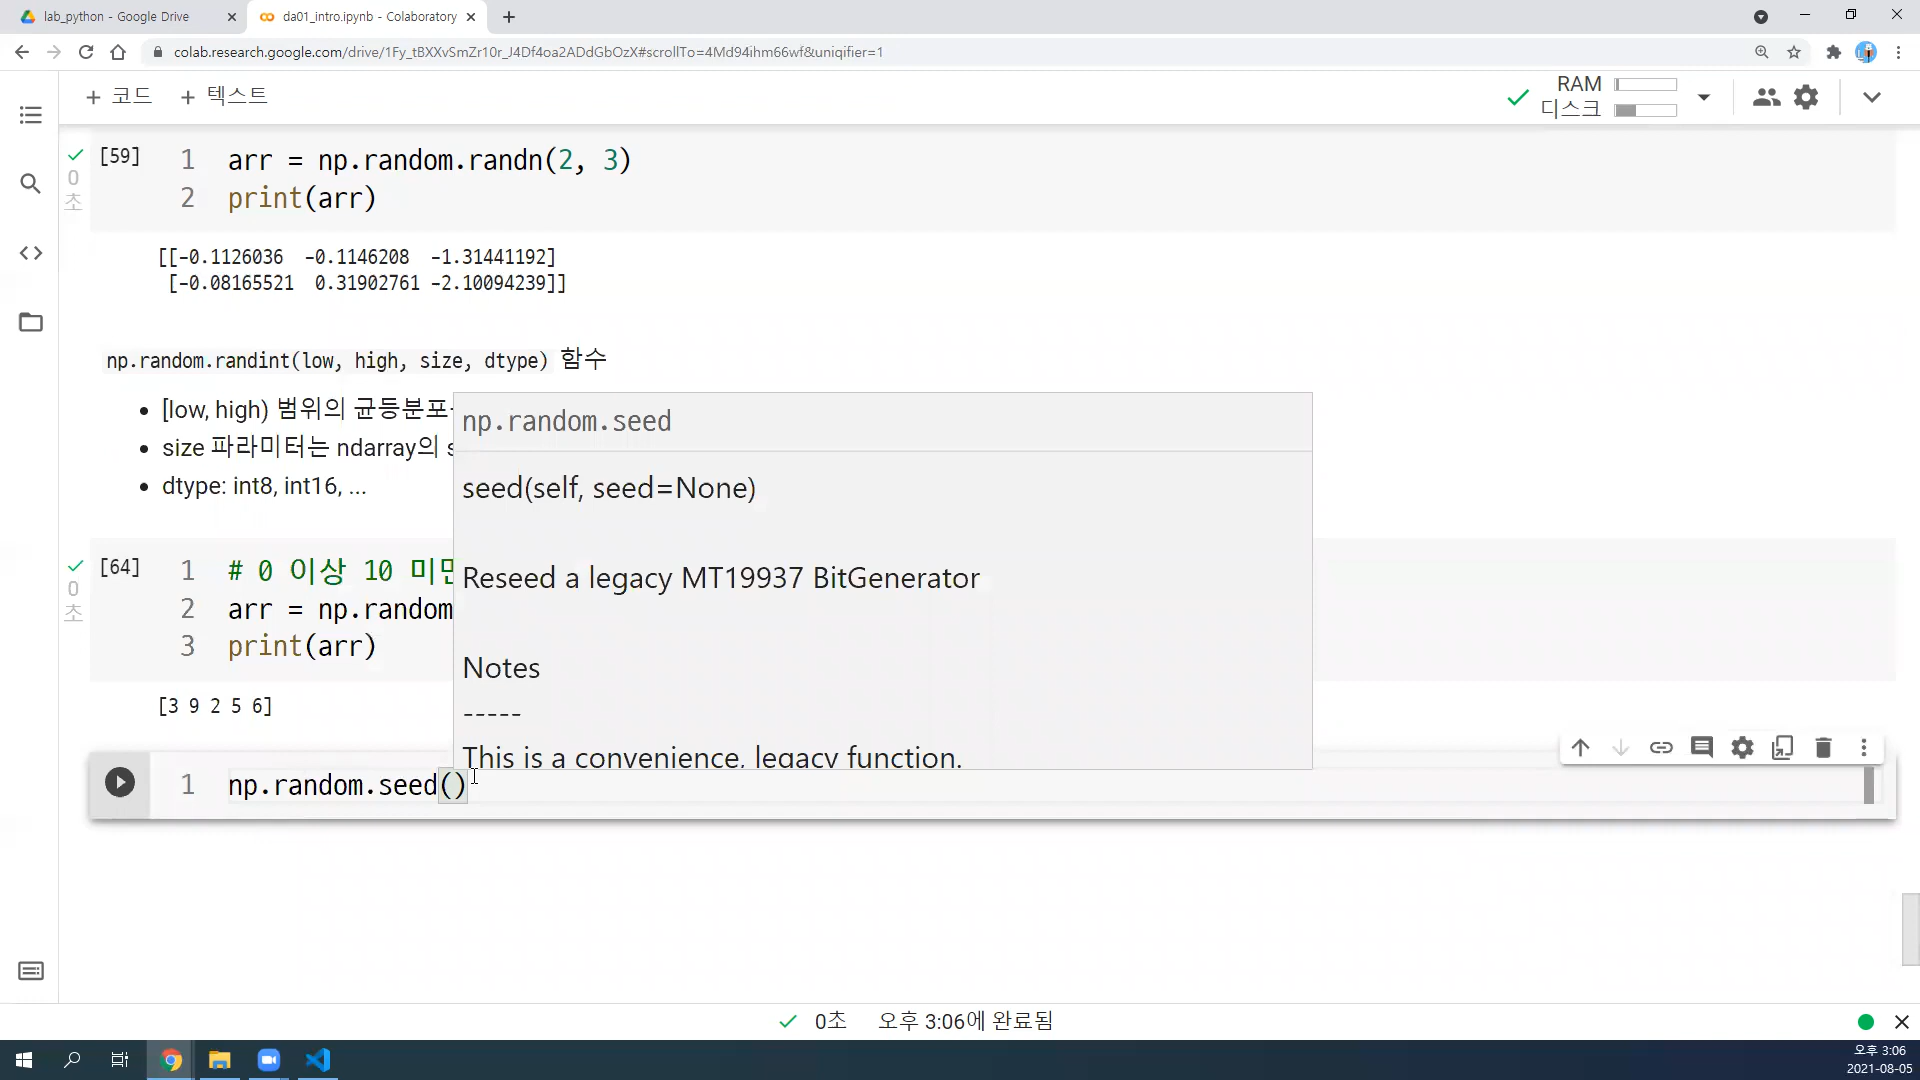 lab_python - Google Drive
da01_intro.ipynb - Colaboratory
colab.research.google.com/drive/1Fy_tBXXvSmZr10r_J4Df4oa2ADdGbOzX#scrollTo=4Md94ihm66wf&uniqifier=1
+ 코드 + 텍스트
RAM
디스크
[59]
0
초
1 arr = np.random.randn(2, 3)
2 print(arr)
[[-0.1126036 -0.1146208 -1.31441192]
[-0.08165521 0.31902761 -2.10094239]]
np.random.randint(low, high, size, dtype) 함수
• [low, high) 범위의 균등분포
• size 파라미터는 ndarray의 s
• dtype: int8, int16, ...
np.random.seed
seed(self, seed=None)
Reseed a legacy MT19937 BitGenerator
Notes
-----
This is a convenience, legacy function.
[64]
0
초
1 # 0 이상 10 미만
2 arr = np.random
3 print(arr)
[3 9 2 5 6]
1 np.random.seed()
0초 오후 3:06에 완료됨
오후 3:06
2021-08-05